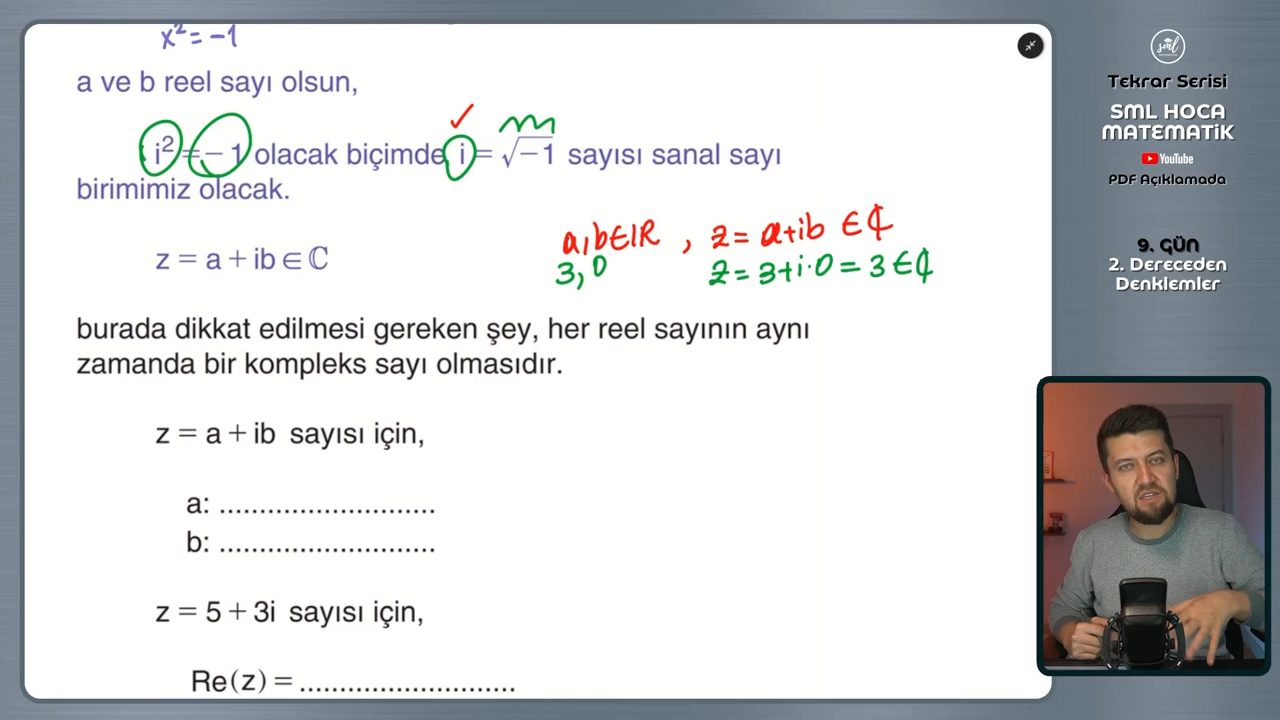 x² = -1
a ve b reel sayı olsun,
i² = -1 olacak biçimde i = √-1 sayısı sanal sayı
birimimiz olacak.
a,b∈IR , z = a+ib ∈ ℂ
z = a + ib ∈ ℂ
3, 0 z = 3+i·0 = 3 ∈ ℂ
burada dikkat edilmesi gereken şey, her reel sayının aynı
zamanda bir kompleks sayı olmasıdır.
z = a + ib sayısı için,
a: ...........................
b: ...........................
z = 5 + 3i sayısı için,
Re(z) = ...........................
sml
Tekrar Serisi
SML HOCA
MATEMATİK
YouTube
PDF Açıklamada
9. GÜN
2. Dereceden
Denklemler